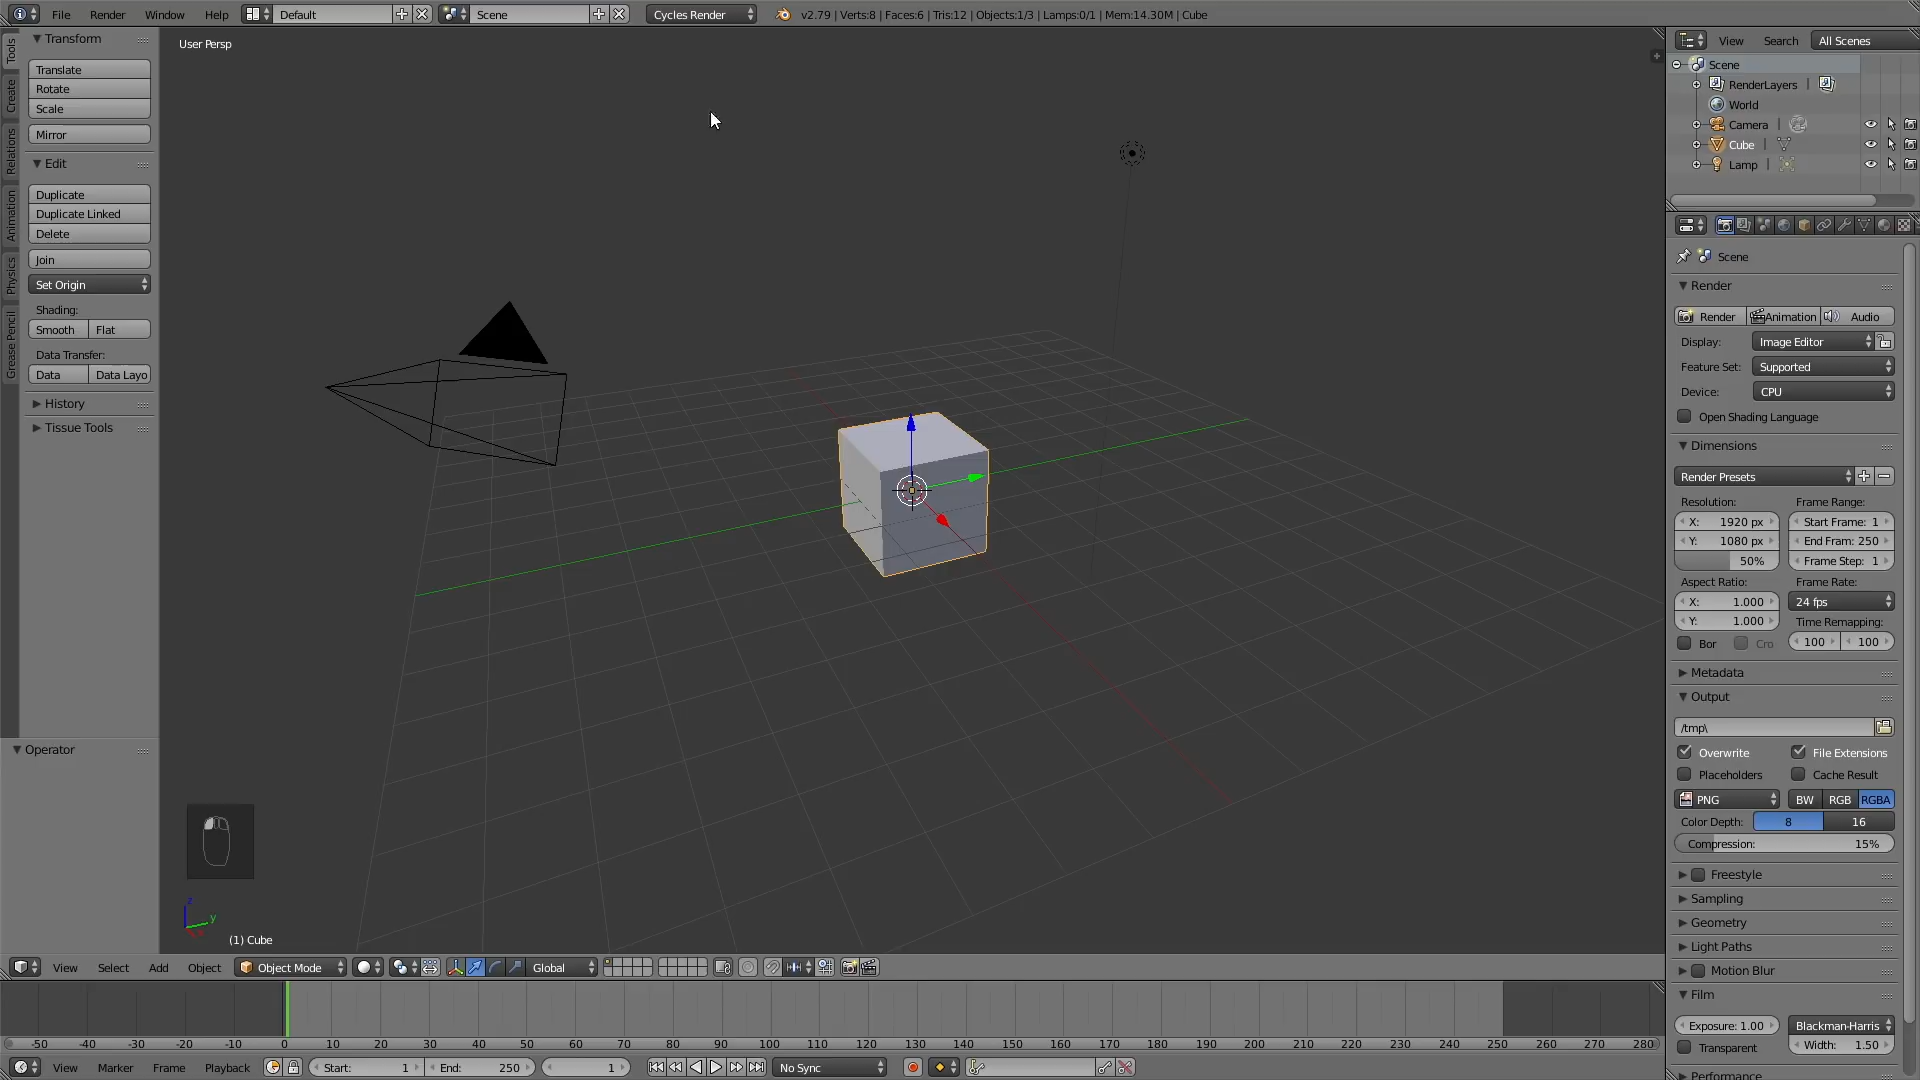 File Render Window Help Default Scene Cycles Render v2.79 | Verts:8 | Faces:6 | Tris:12 | Objects:1/3 | Lamps:0/1 | Mem:14.30M | Cube
Tools
Create
Relations
Animation
Physics
Grease Pencil
Transform
Translate
Rotate
Scale
Mirror
Edit
Duplicate
Duplicate Linked
Delete
Join
Set Origin
Shading:
Smooth Flat
Data Transfer:
Data Data Layo
History
Tissue Tools
Operator
User Persp
z
y
(1) Cube
View Select Add Object Object Mode Global
-50 -40 -30 -20 -10 0 10 20 30 40 50 60 70 80 90 100 110 120 130 140 150 160 170 180 190 200 210 220 230 240 250 260 270 280
View Marker Frame Playback Start: 1 End: 250 1 No Sync
View Search All Scenes
Scene
RenderLayers |
World
Camera |
Cube |
Lamp |
Scene
Render
Render Animation Audio
Display: Image Editor
Feature Set: Supported
Device: CPU
Open Shading Language
Dimensions
Render Presets
Resolution: Frame Range:
X: 1920 px Start Frame: 1
Y: 1080 px End Fram: 250
50% Frame Step: 1
Aspect Ratio: Frame Rate:
X: 1.000 24 fps
Y: 1.000 Time Remapping:
Bor Cro 100 100
Metadata
Output
/tmp\
Overwrite File Extensions
Placeholders Cache Result
PNG BW RGB RGBA
Color Depth: 8 16
Compression: 15%
Freestyle
Sampling
Geometry
Light Paths
Motion Blur
Film
Exposure: 1.00 Blackman-Harris
Transparent Width: 1.50
Performance